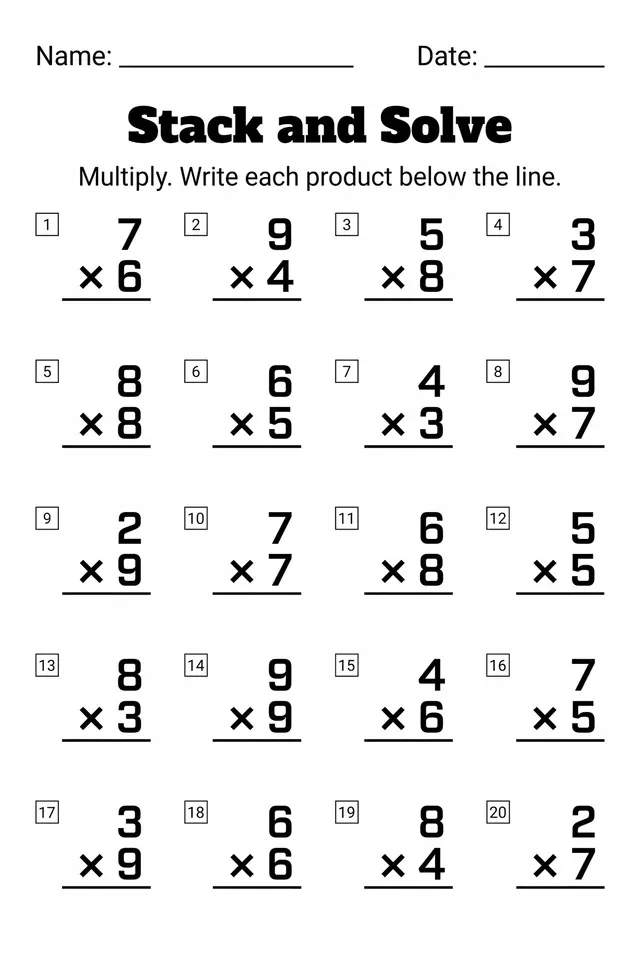 Name: ____________ Date: ________
Stack and Solve
Multiply. Write each product below the line.
1 7 2 9 3 5 4 3
× 6 × 4 × 8 × 7
5 8 6 6 7 4 8 9
× 8 × 5 × 3 × 7
9 2 10 7 11 6 12 5
× 9 × 7 × 8 × 5
13 8 14 9 15 4 16 7
× 3 × 9 × 6 × 5
17 3 18 6 19 8 20 2
× 9 × 6 × 4 × 7